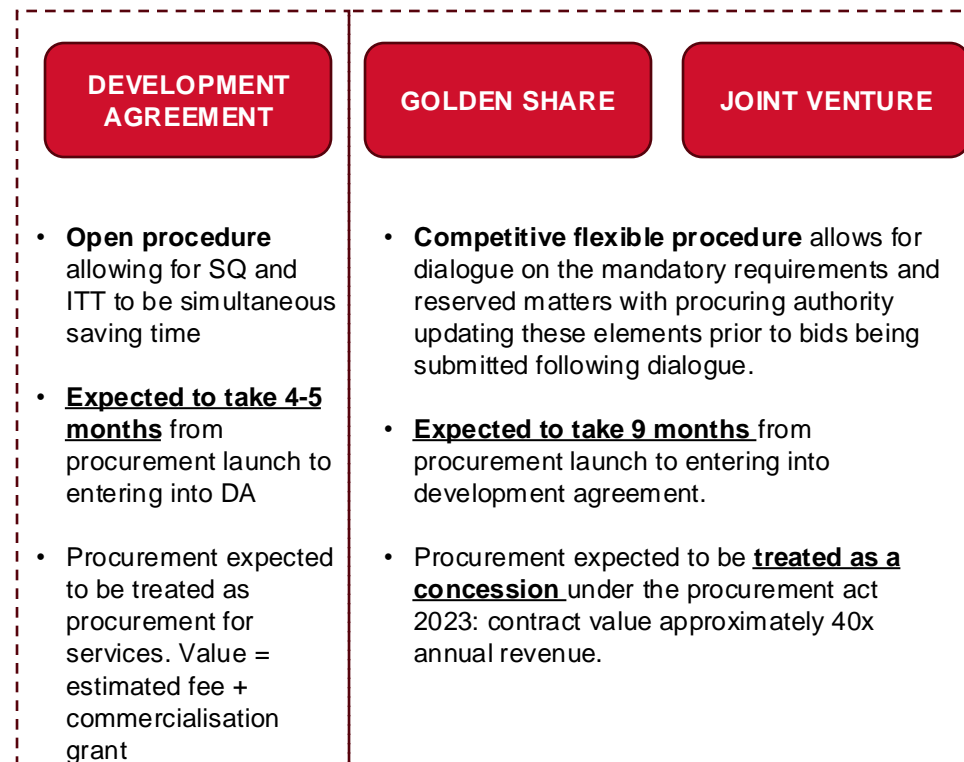 DEVELOPMENT
AGREEMENT
• Open procedure
allowing for SQ and
ITT to be simultaneous
saving time
• Expected to take 4-5
months from
procurement launch to
entering into DA
• Procurement expected
to be treated as
procurement for
services. Value =
estimated fee +
commercialisation
grant
GOLDEN SHARE
JOINT VENTURE
• Competitive flexible procedure allows for
dialogue on the mandatory requirements and
reserved matters with procuring authority
updating these elements prior to bids being
submitted following dialogue.
• Expected to take 9 months from
procurement launch to entering into
development agreement.
• Procurement expected to be treated as a
concession under the procurement act
2023: contract value approximately 40x
annual revenue.